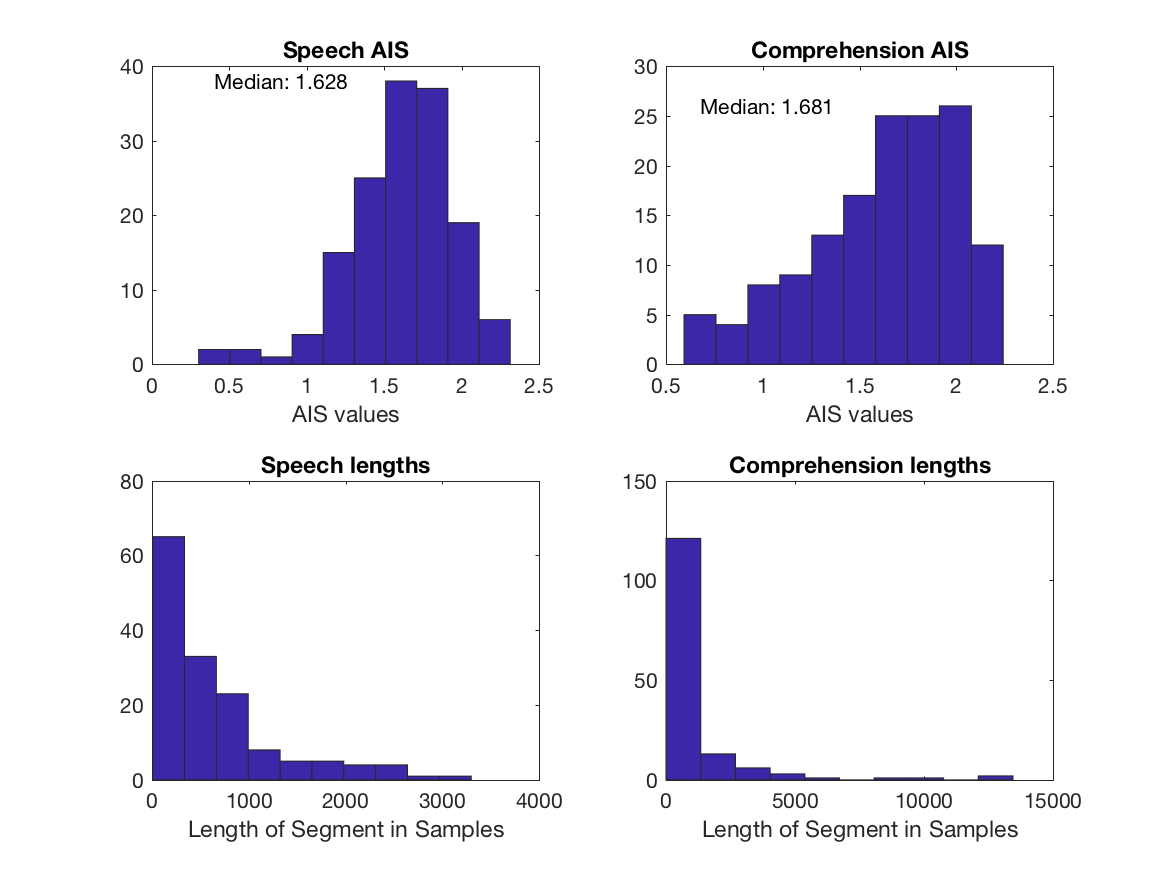 Speech AIS
Median: 1.628
40
30
20
10
0
0 0.5 1 1.5 2 2.5
AIS values
Comprehension AIS
Median: 1.681
30
25
20
15
10
5
0
0.5 1 1.5 2 2.5
AIS values
Speech lengths
80
60
40
20
0
0 1000 2000 3000 4000
Length of Segment in Samples
Comprehension lengths
150
100
50
0
0 5000 10000 15000
Length of Segment in Samples